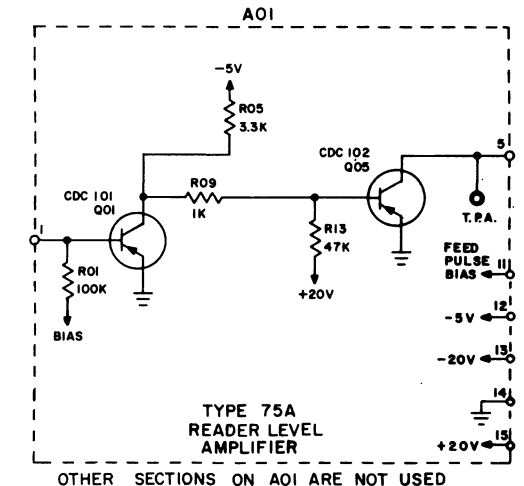 A01
-5V
R05
3.3K
CDC 102
Q05
5
CDC 101
Q01
R09
1K
T.P.A.
1
R13
47K
FEED
PULSE
BIAS
11
R01
100K
+20V
12
-5V
BIAS
13
-20V
14
TYPE 75A
READER LEVEL
AMPLIFIER
15
+20V
OTHER SECTIONS ON A01 ARE NOT USED